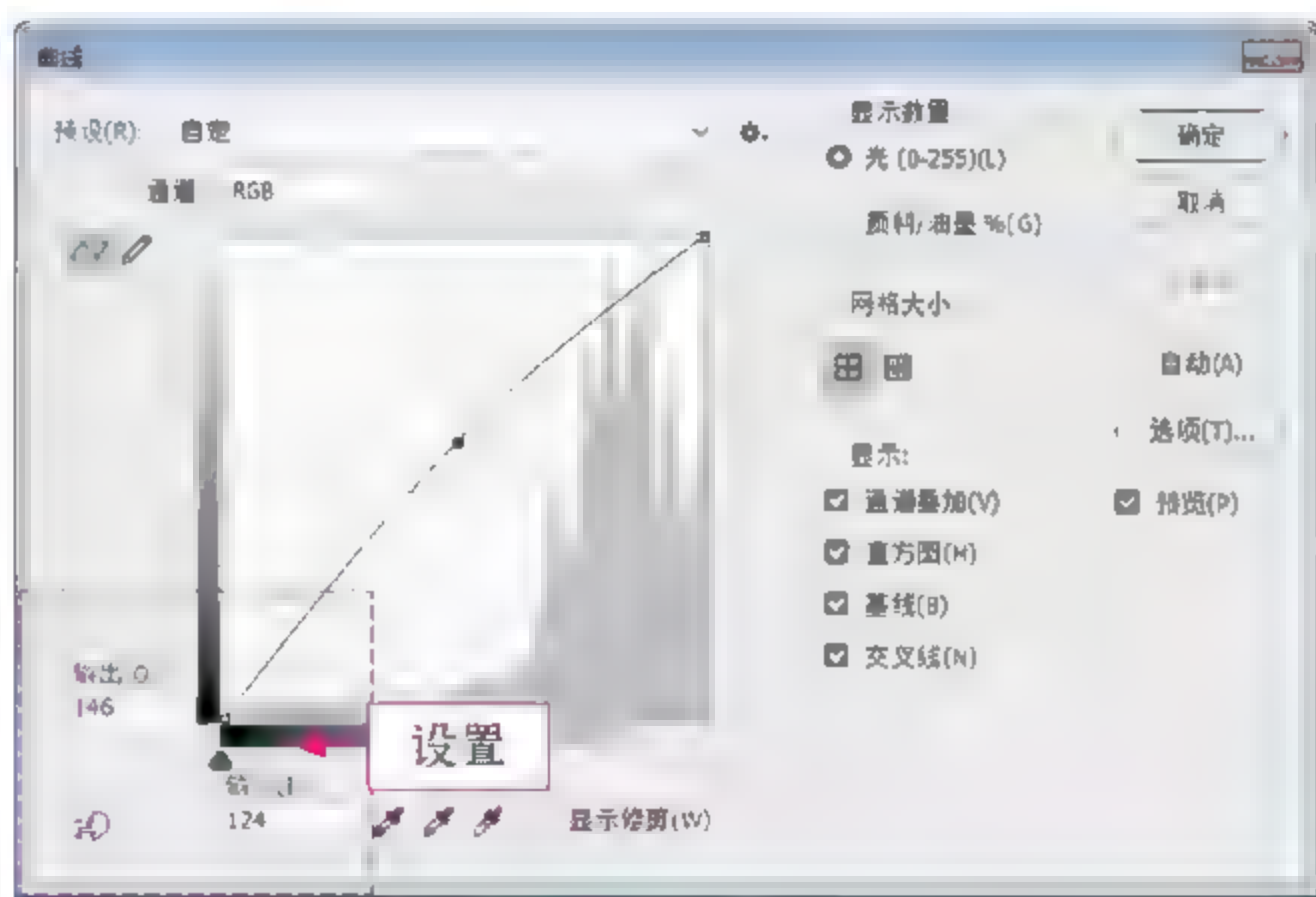 曲线
预设(R): 自定
通道 RGB
输出
146
124
设置
显示修剪(W)
显示数量
光 (0-255)(L)
颜料/油墨 %(G)
网格大小
显示:
通道叠加(V)
直方图(H)
基线(B)
交叉线(N)
确定
取消
自动(A)
选项(T)...
预览(P)